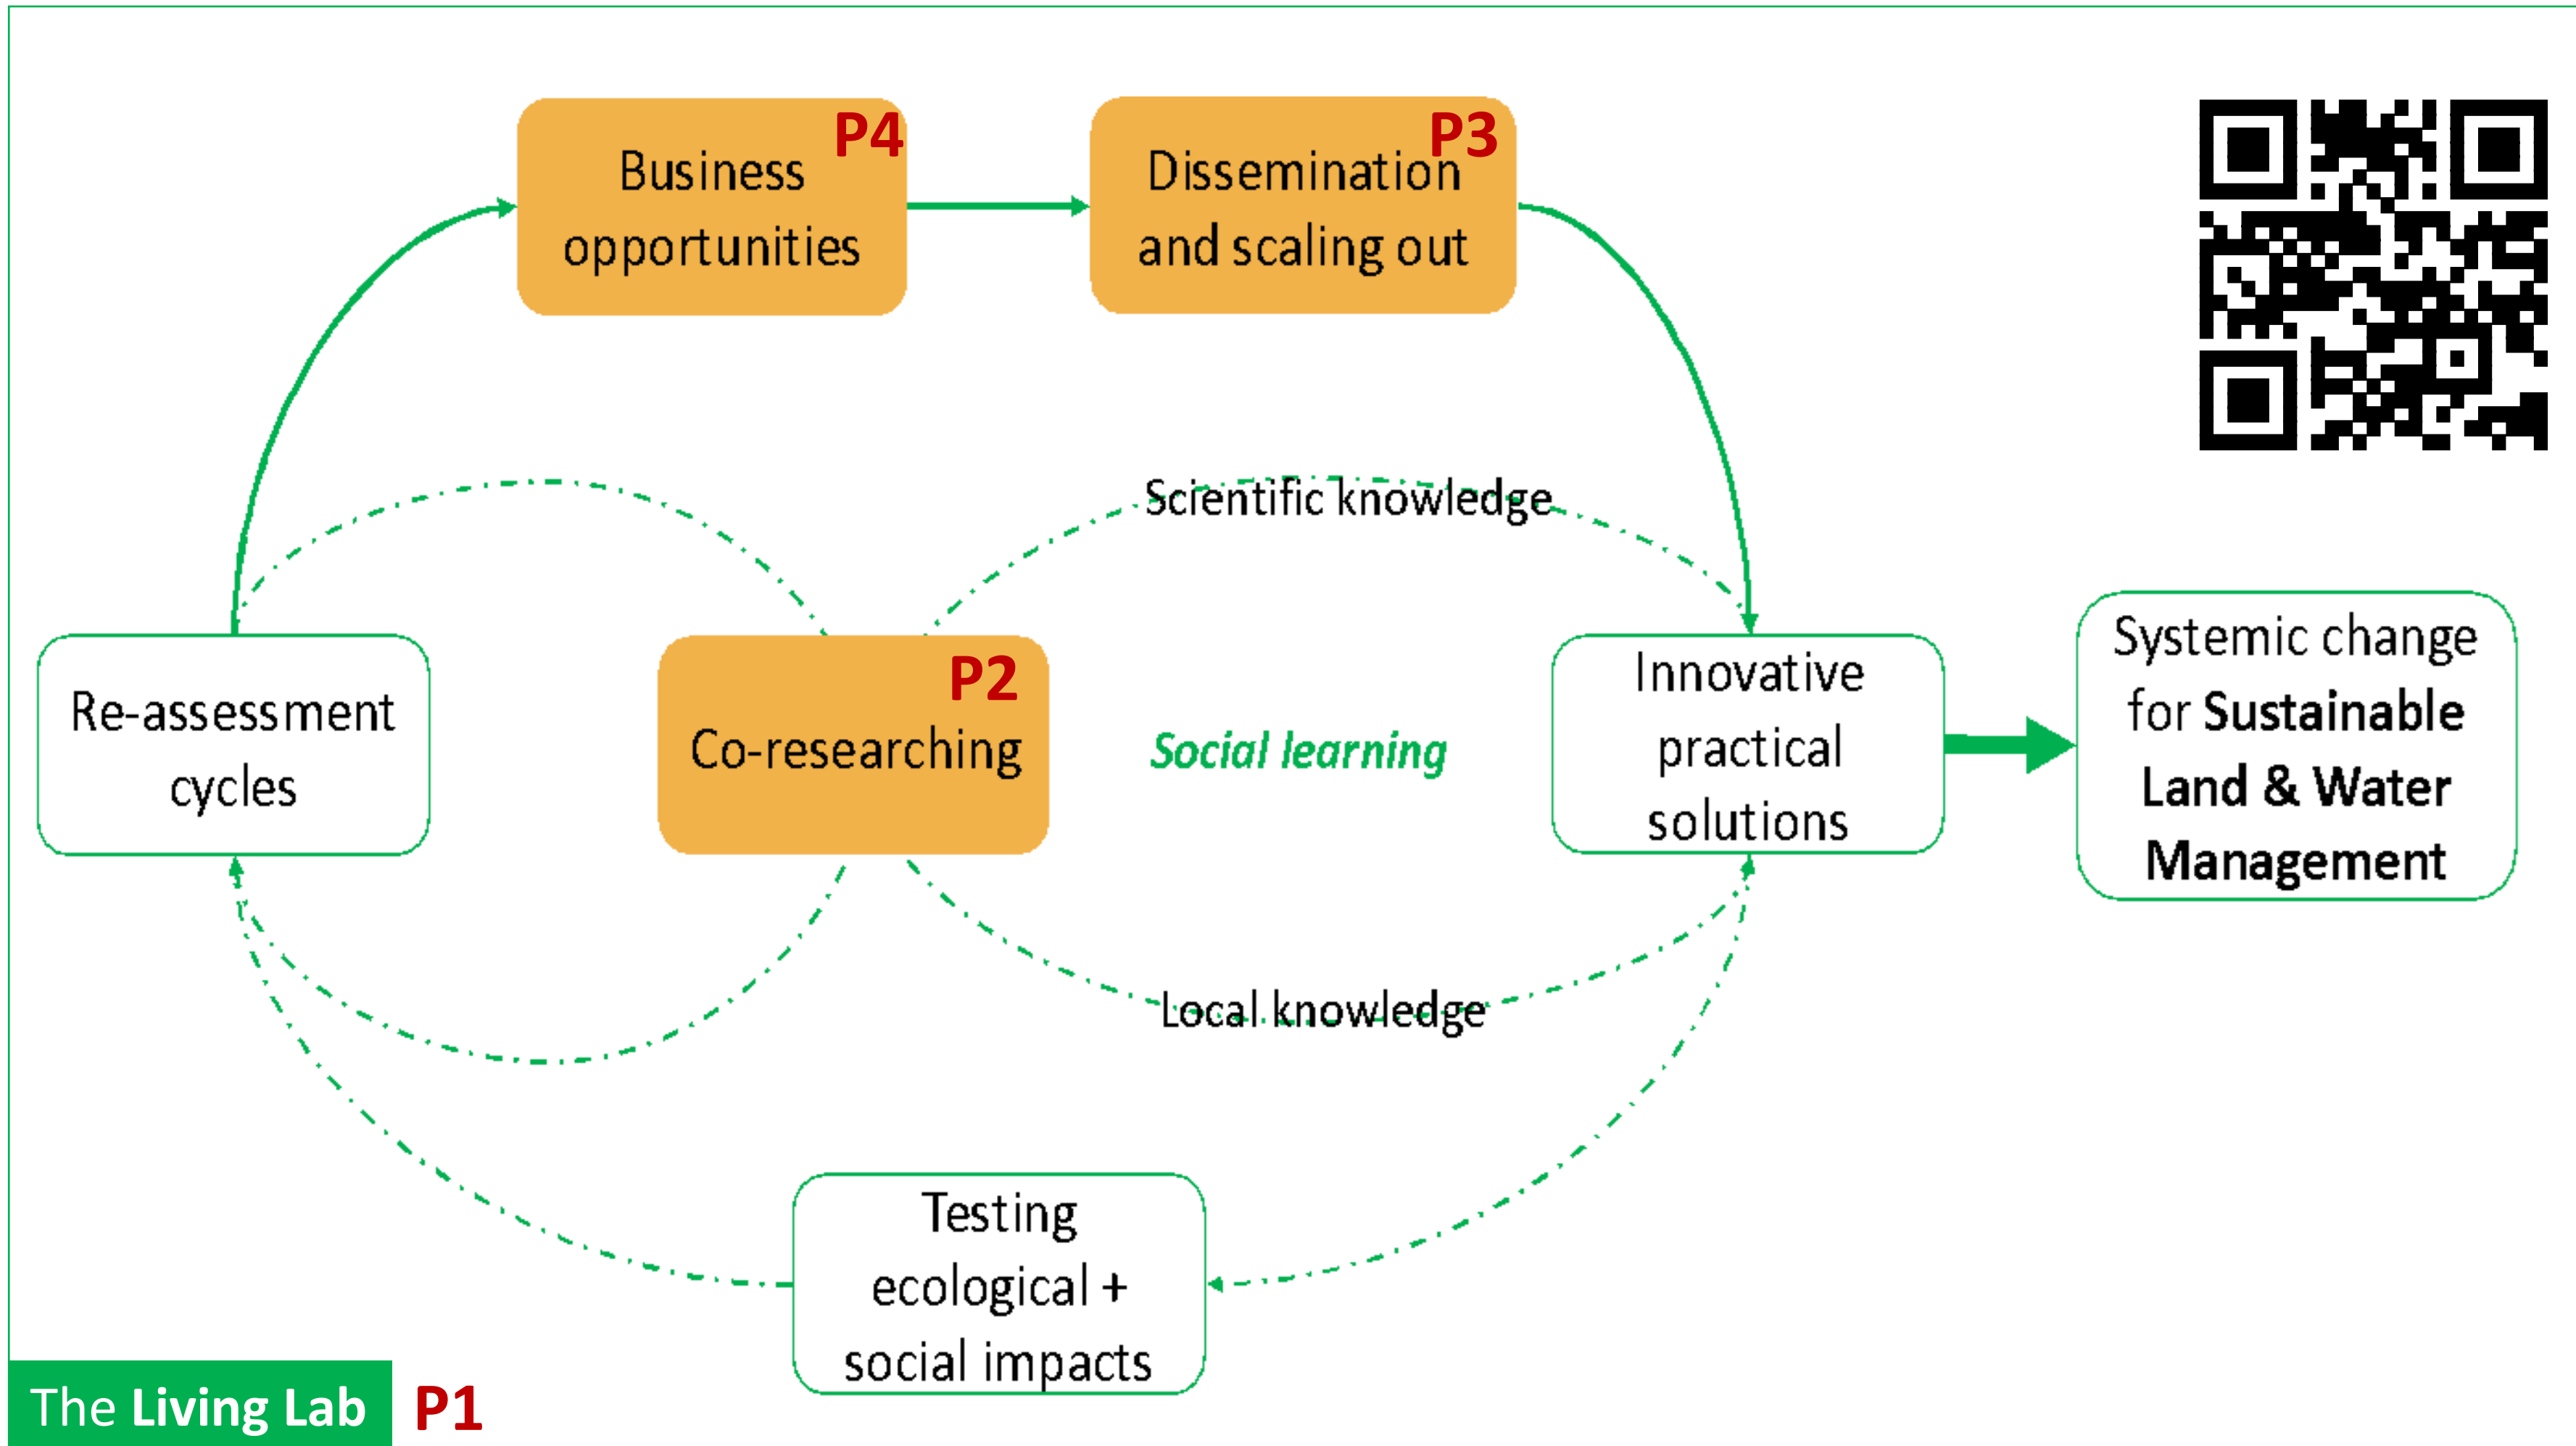 P4
Business
opportunities
P3
Dissemination
and scaling out
Scientific knowledge
Re-assessment
cycles
P2
Co-researching
Social learning
Innovative
practical
solutions
Systemic change
for Sustainable
Land & Water
Management
Local knowledge
Testing
ecological +
social impacts
The Living Lab
P1